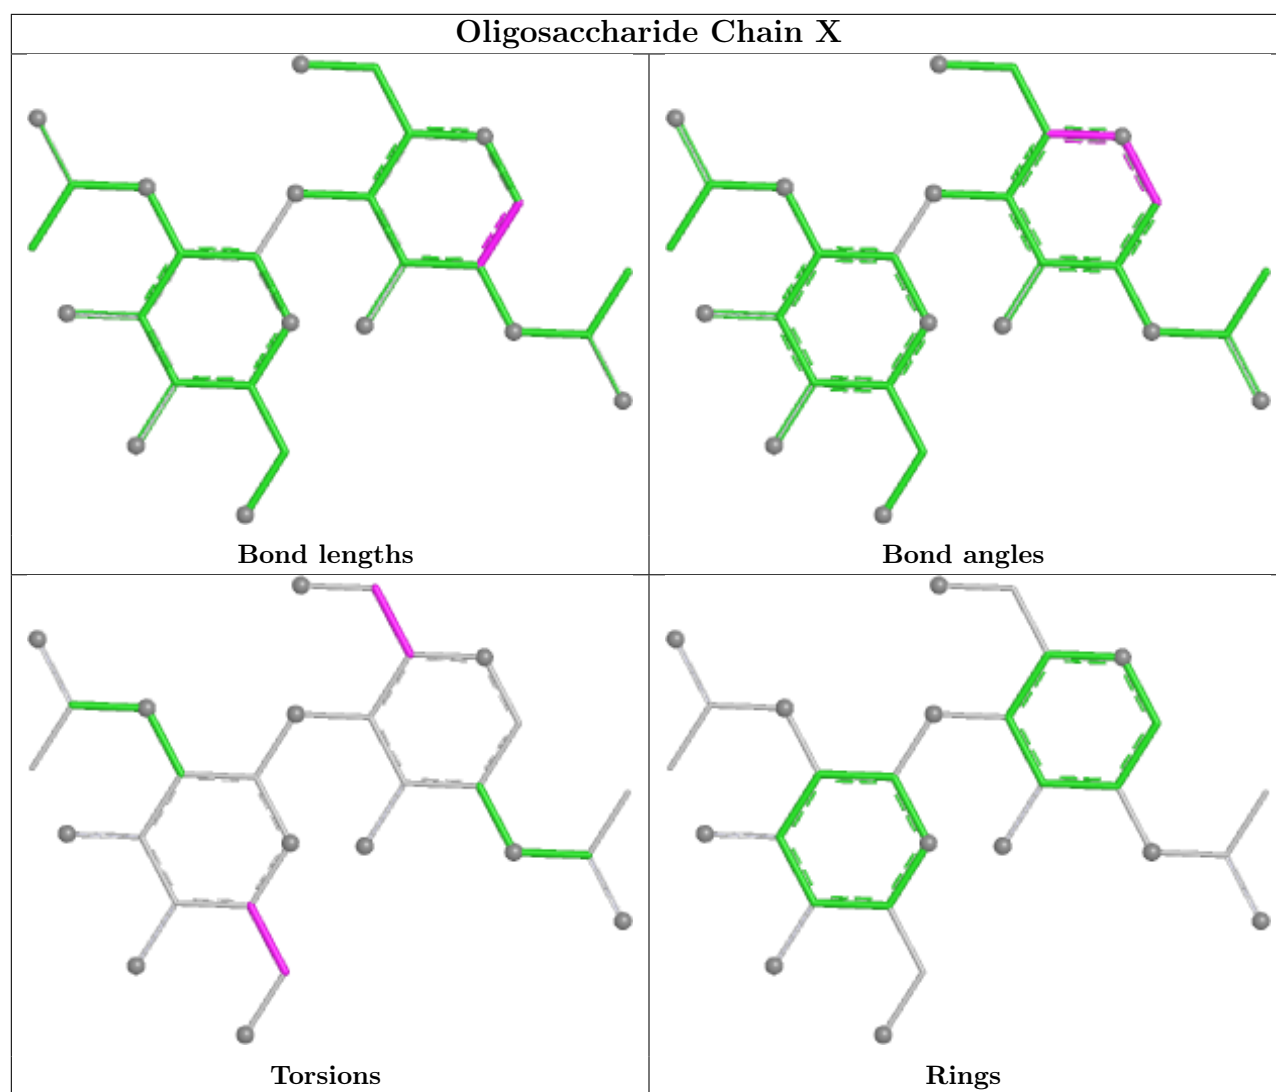 Oligosaccharide Chain X
Bond lengths
Bond angles
Torsions
Rings